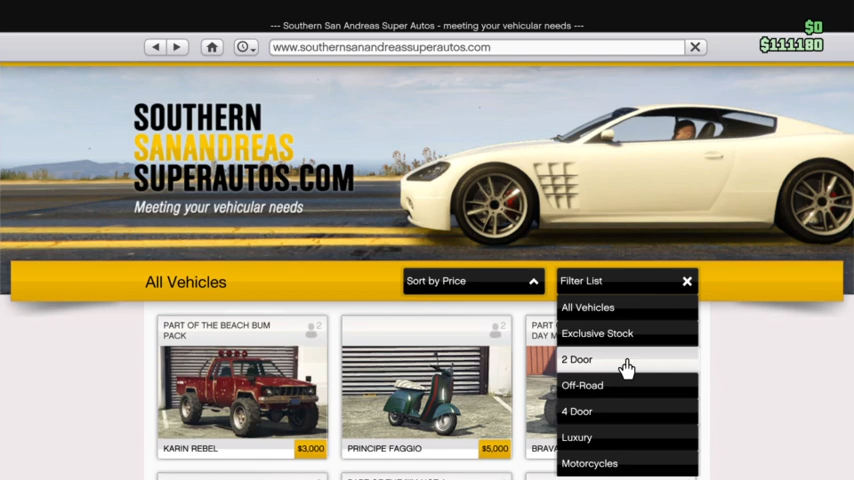 --- Southern San Andreas Super Autos - meeting your vehicular needs ---
$0
$111180
www.southernsanandreassuperautos.com
SOUTHERN
SANANDREAS
SUPERAUTOS.COM
Meeting your vehicular needs
All Vehicles
Sort by Price
Filter List
All Vehicles
Exclusive Stock
2 Door
Off-Road
4 Door
Luxury
Motorcycles
PART OF THE BEACH BUM
PACK
2
2
PART
DAY M
KARIN REBEL
$3,000
PRINCIPE FAGGIO
$5,000
BRAVA